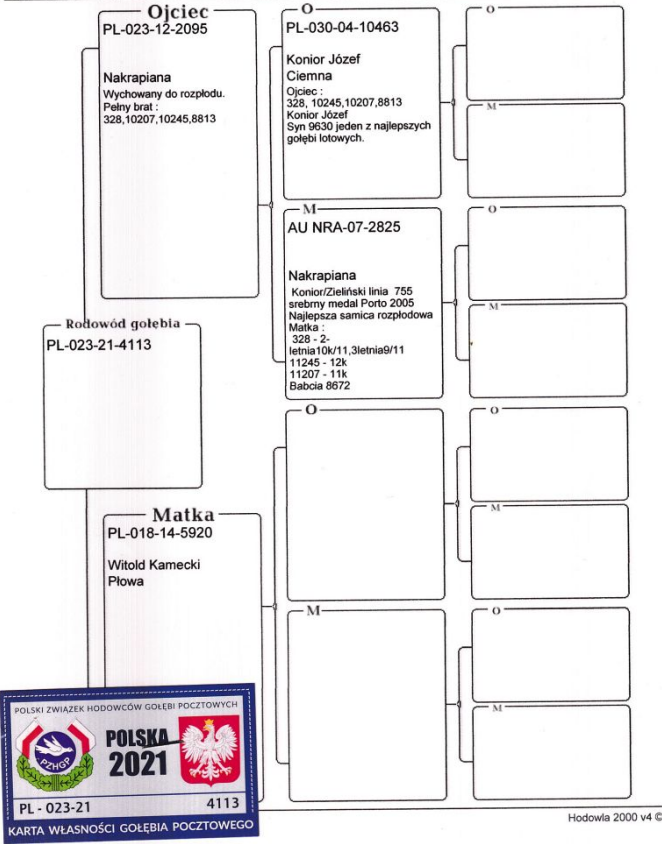 Ojciec
PL-023-12-2095
Nakrapiana
Wychowany do rozpłodu.
Pełny brat :
328,10207,10245,8813
O
PL-030-04-10463
Konior Józef
Ciemna
Ojciec :
328, 10245,10207,8813
Konior Józef
Syn 9630 jeden z najlepszych
gołębi lotowych.
M
AU NRA-07-2825
Nakrapiana
Konior/Zieliński linia 755
srebrny medal Porto 2005
Najlepsza samica rozpłodowa
Matka :
328 - 2-
letnia10k/11,3letnia9/11
11245 - 12k
11207 - 11k
Babcia 8672
O
M
O
M
Rodowód gołębia
PL-023-21-4113
Matka
PL-018-14-5920
Witold Kamecki
Płowa
O
M
O
M
O
M
POLSKI ZWIĄZEK HODOWCÓW GOŁĘBI POCZTOWYCH
PZHGP
POLSKA
2021
PL - 023-21 4113
KARTA WŁASNOŚCI GOŁĘBIA POCZTOWEGO
Hodowla 2000 v4 ©